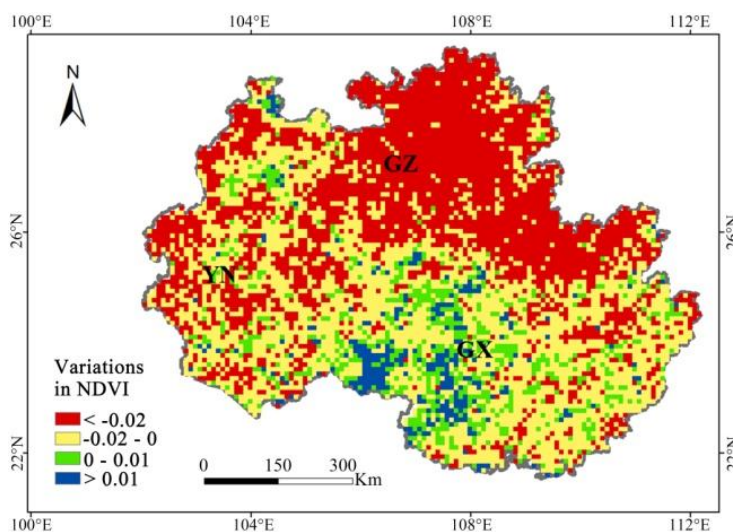 100°E 104°E 108°E 112°E
N
GZ
26°N 26°N
YN
GX
Variations
in NDVI
< -0.02
-0.02 - 0
0 - 0.01
> 0.01
22°N 22°N
0 150 300
Km
100°E 104°E 108°E 112°E